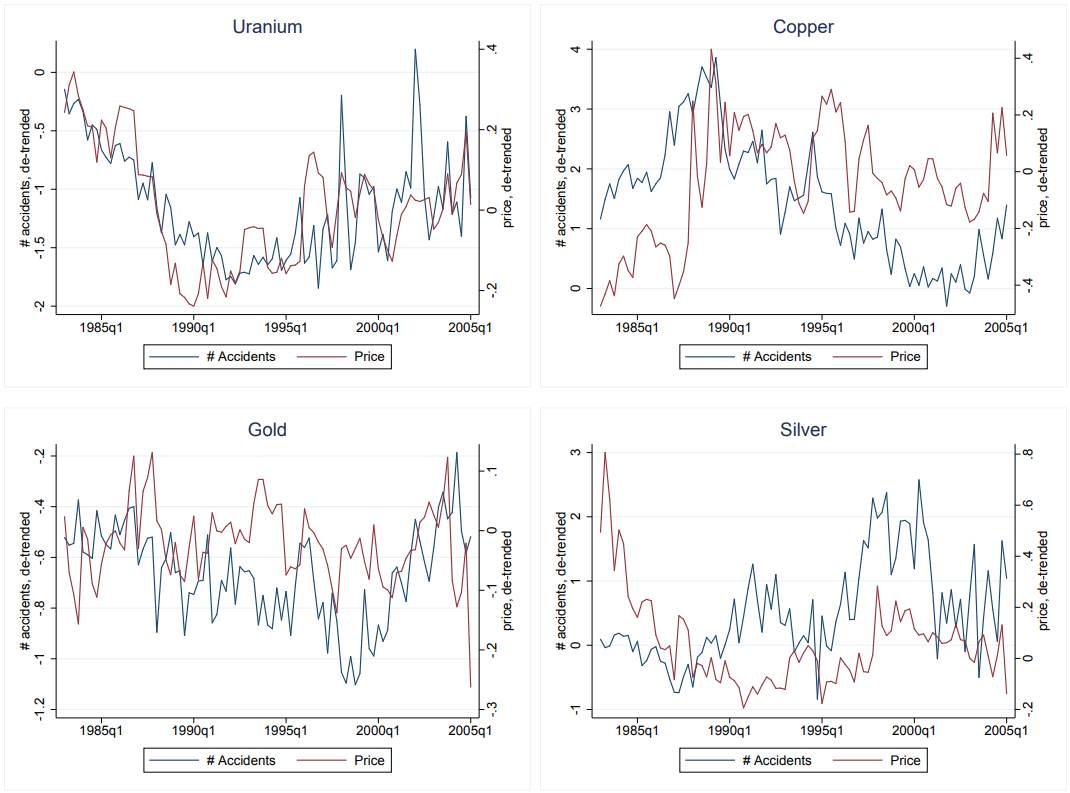 Uranium
# accidents, de-trended
0
-.5
-1
-1.5
-2
.4
.2
0
-.2
price, de-trended
1985q1 1990q1 1995q1 2000q1 2005q1
# Accidents Price
Copper
# accidents, de-trended
4
3
2
1
0
.4
.2
0
-.2
-.4
price, de-trended
1985q1 1990q1 1995q1 2000q1 2005q1
# Accidents Price
Gold
# accidents, de-trended
-.2
-.4
-.6
-.8
-1
-1.2
.1
0
-.1
-.2
-.3
price, de-trended
1985q1 1990q1 1995q1 2000q1 2005q1
# Accidents Price
Silver
# accidents, de-trended
3
2
1
0
-1
.8
.6
.4
.2
0
-.2
price, de-trended
1985q1 1990q1 1995q1 2000q1 2005q1
# Accidents Price